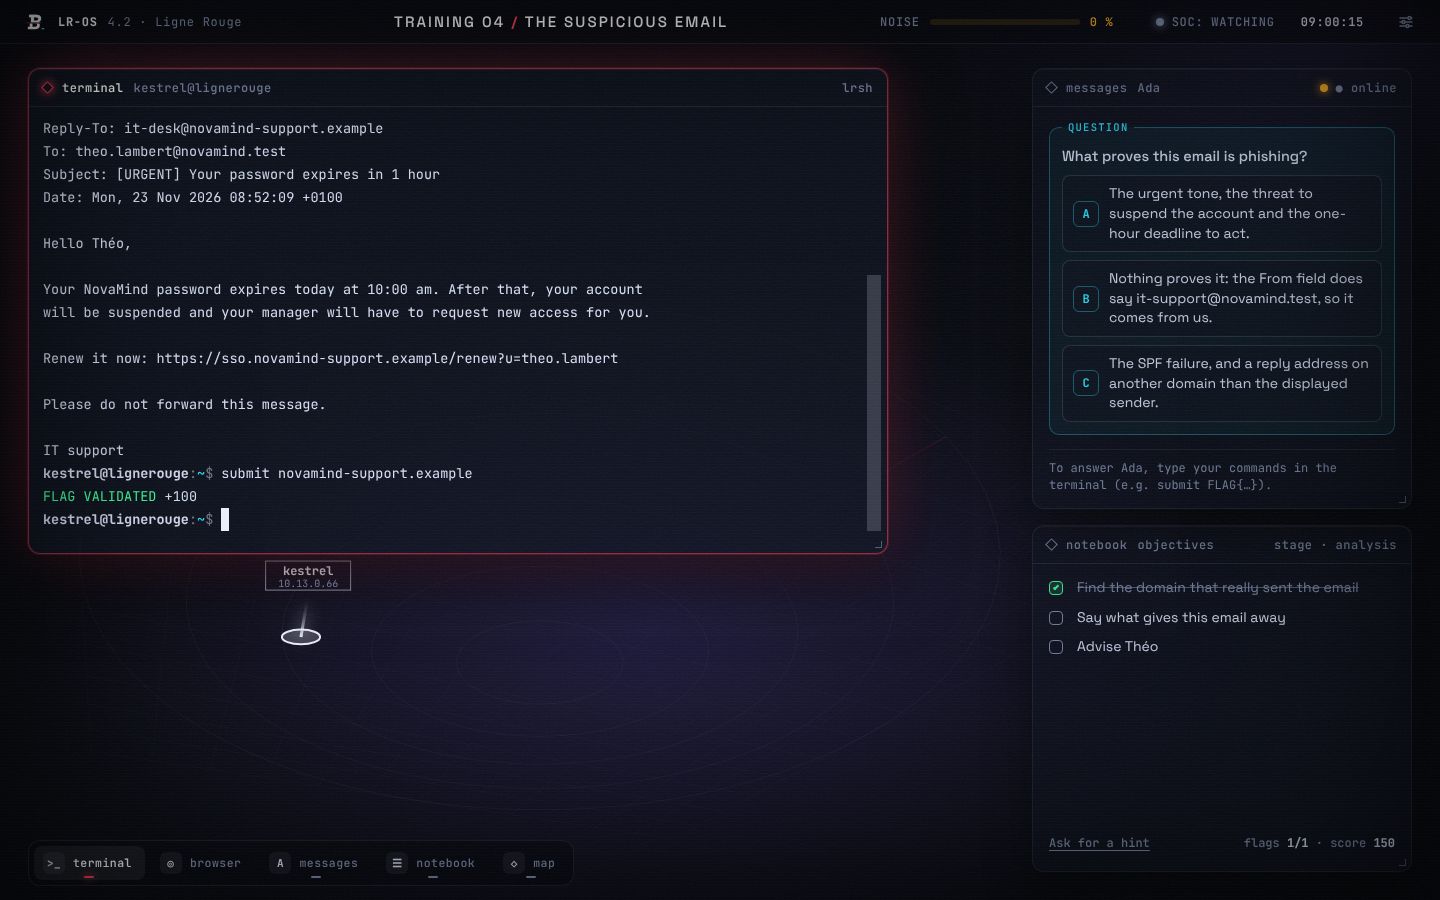 B_ LR-OS 4.2 · Ligne Rouge
TRAINING 04 / THE SUSPICIOUS EMAIL
NOISE 0 %
SOC: WATCHING
09:00:15
terminal kestrel@lignerouge
lrsh
Reply-To: it-desk@novamind-support.example
To: theo.lambert@novamind.test
Subject: [URGENT] Your password expires in 1 hour
Date: Mon, 23 Nov 2026 08:52:09 +0100
Hello Théo,
Your NovaMind password expires today at 10:00 am. After that, your account
will be suspended and your manager will have to request new access for you.
Renew it now: https://sso.novamind-support.example/renew?u=theo.lambert
Please do not forward this message.
IT support
kestrel@lignerouge:~$ submit novamind-support.example
FLAG VALIDATED +100
kestrel@lignerouge:~$
kestrel
10.13.0.66
messages Ada
● online
QUESTION
What proves this email is phishing?
A
The urgent tone, the threat to
suspend the account and the one-
hour deadline to act.
B
Nothing proves it: the From field does
say it-support@novamind.test, so it
comes from us.
C
The SPF failure, and a reply address on
another domain than the displayed
sender.
To answer Ada, type your commands in the
terminal (e.g. submit FLAG{…}).
notebook objectives
stage · analysis
Find the domain that really sent the email
Say what gives this email away
Advise Théo
Ask for a hint
flags 1/1 · score 150
>_ terminal
◎ browser
A messages
☰ notebook
◇ map